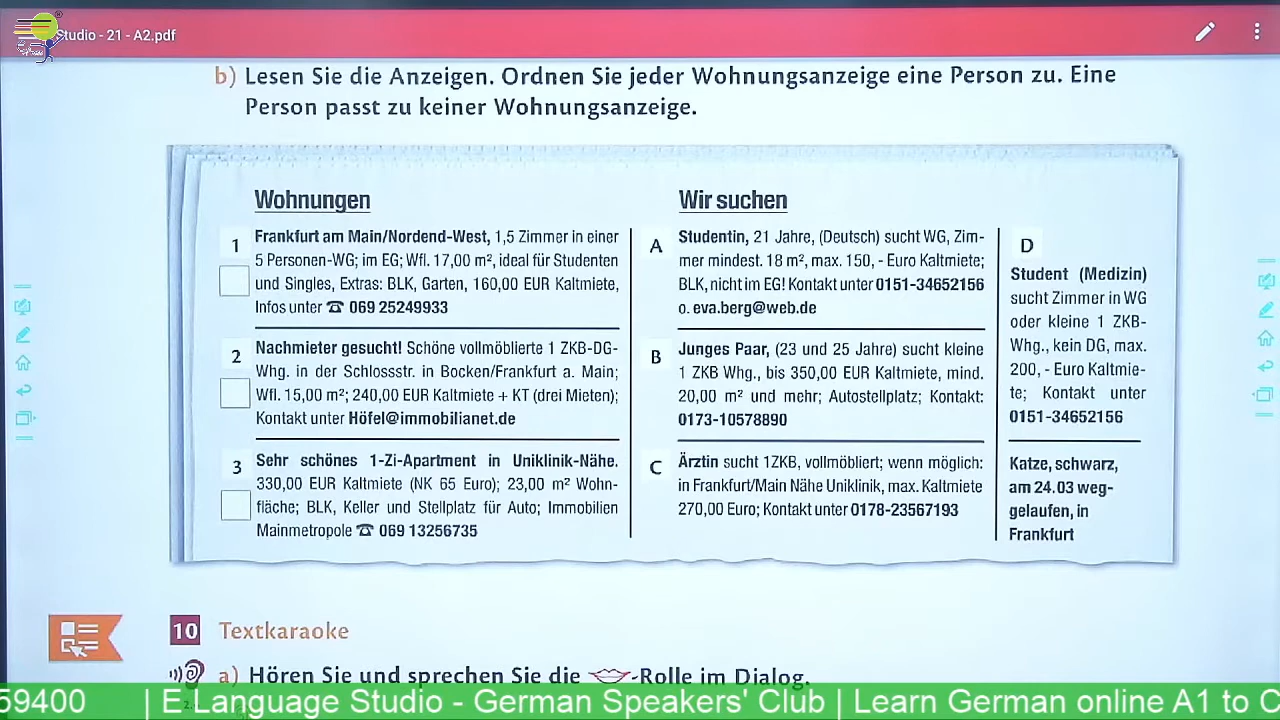 Studio - 21 - A2.pdf
b) Lesen Sie die Anzeigen. Ordnen Sie jeder Wohnungsanzeige eine Person zu. Eine
Person passt zu keiner Wohnungsanzeige.
Wohnungen
1
Frankfurt am Main/Nordend-West, 1,5 Zimmer in einer
5 Personen-WG; im EG; Wfl. 17,00 m², ideal für Studenten
und Singles, Extras: BLK, Garten, 160,00 EUR Kaltmiete,
Infos unter ☎ 069 25249933
2
Nachmieter gesucht! Schöne vollmöblierte 1 ZKB-DG-
Whg. in der Schlossstr. in Bocken/Frankfurt a. Main;
Wfl. 15,00 m²; 240,00 EUR Kaltmiete + KT (drei Mieten);
Kontakt unter Höfel@immobilianet.de
3
Sehr schönes 1-Zi-Apartment in Uniklinik-Nähe.
330,00 EUR Kaltmiete (NK 65 Euro); 23,00 m² Wohn-
fläche; BLK, Keller und Stellplatz für Auto; Immobilien
Mainmetropole ☎ 069 13256735
Wir suchen
A
Studentin, 21 Jahre, (Deutsch) sucht WG, Zim-
mer mindest. 18 m², max. 150, - Euro Kaltmiete;
BLK, nicht im EG! Kontakt unter 0151-34652156
o. eva.berg@web.de
B
Junges Paar, (23 und 25 Jahre) sucht kleine
1 ZKB Whg., bis 350,00 EUR Kaltmiete, mind.
20,00 m² und mehr; Autostellplatz; Kontakt:
0173-10578890
C
Ärztin sucht 1ZKB, vollmöbliert; wenn möglich:
in Frankfurt/Main Nähe Uniklinik, max. Kaltmiete
270,00 Euro; Kontakt unter 0178-23567193
D
Student (Medizin)
sucht Zimmer in WG
oder kleine 1 ZKB-
Whg., kein DG, max.
200, - Euro Kaltmie-
te; Kontakt unter
0151-34652156
Katze, schwarz,
am 24.03 weg-
gelaufen, in
Frankfurt
10 Textkaraoke
a) Hören Sie und sprechen Sie die -Rolle im Dialog.
59400 | E Language Studio - German Speakers' Club | Learn German online A1 to C